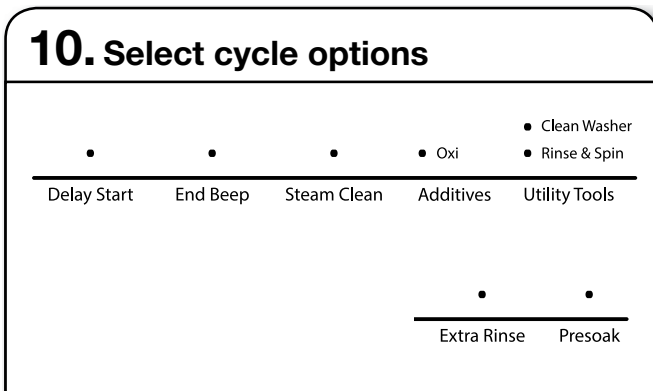 10. Select cycle options
• Clean Washer
• • • • Oxi • Rinse & Spin
Delay Start End Beep Steam Clean Additives Utility Tools
• •
Extra Rinse Presoak